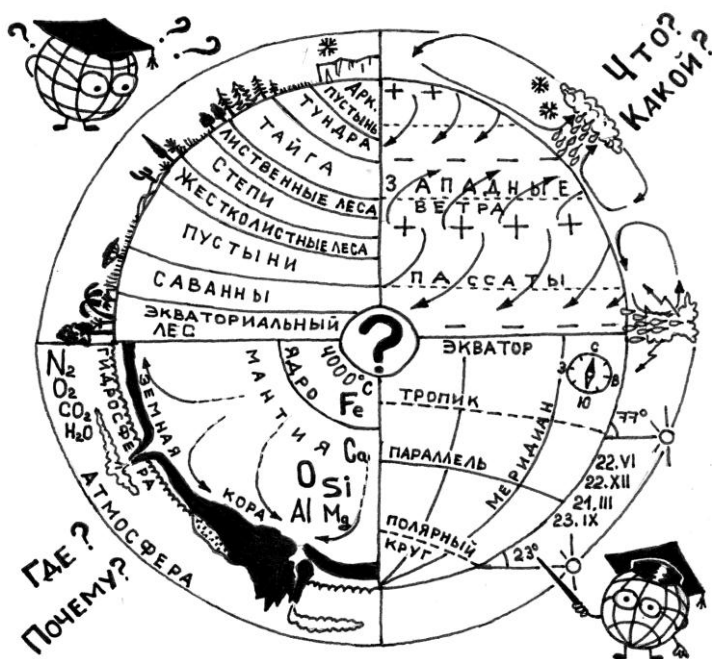 ? ? ?
Что?
Какой?
АРК.
ПУСТЫНЬ
ТУНДРА
ТАЙГА
ЛИСТВЕННЫЕ ЛЕСА
СТЕПИ
ЖЕСТКОЛИСТНЫЕ ЛЕСА
ПУСТЫНИ
САВАННЫ
ЭКВАТОРИАЛЬНЫЙ
ЛЕС
+ +
— — — —
ЗАПАДНЫЕ
ВЕТРА
+ + + +
ПАССАТЫ
— — — —
?
N2
O2
CO2
H2O
АТМОСФЕРА
ГИДРОСФЕРА
ЗЕМНАЯ
КОРА
МАНТИЯ
ЯДРО
4000°C
Fe
Ca
O Si
Al Mg
ЭКВАТОР
ТРОПИК
ПАРАЛЛЕЛЬ
ПОЛЯРНЫЙ
КРУГ
МЕРИДИАН
С
З В
Ю
77°
22.VI
22.XII
21.III
23.IX
23°
Где?
Почему?